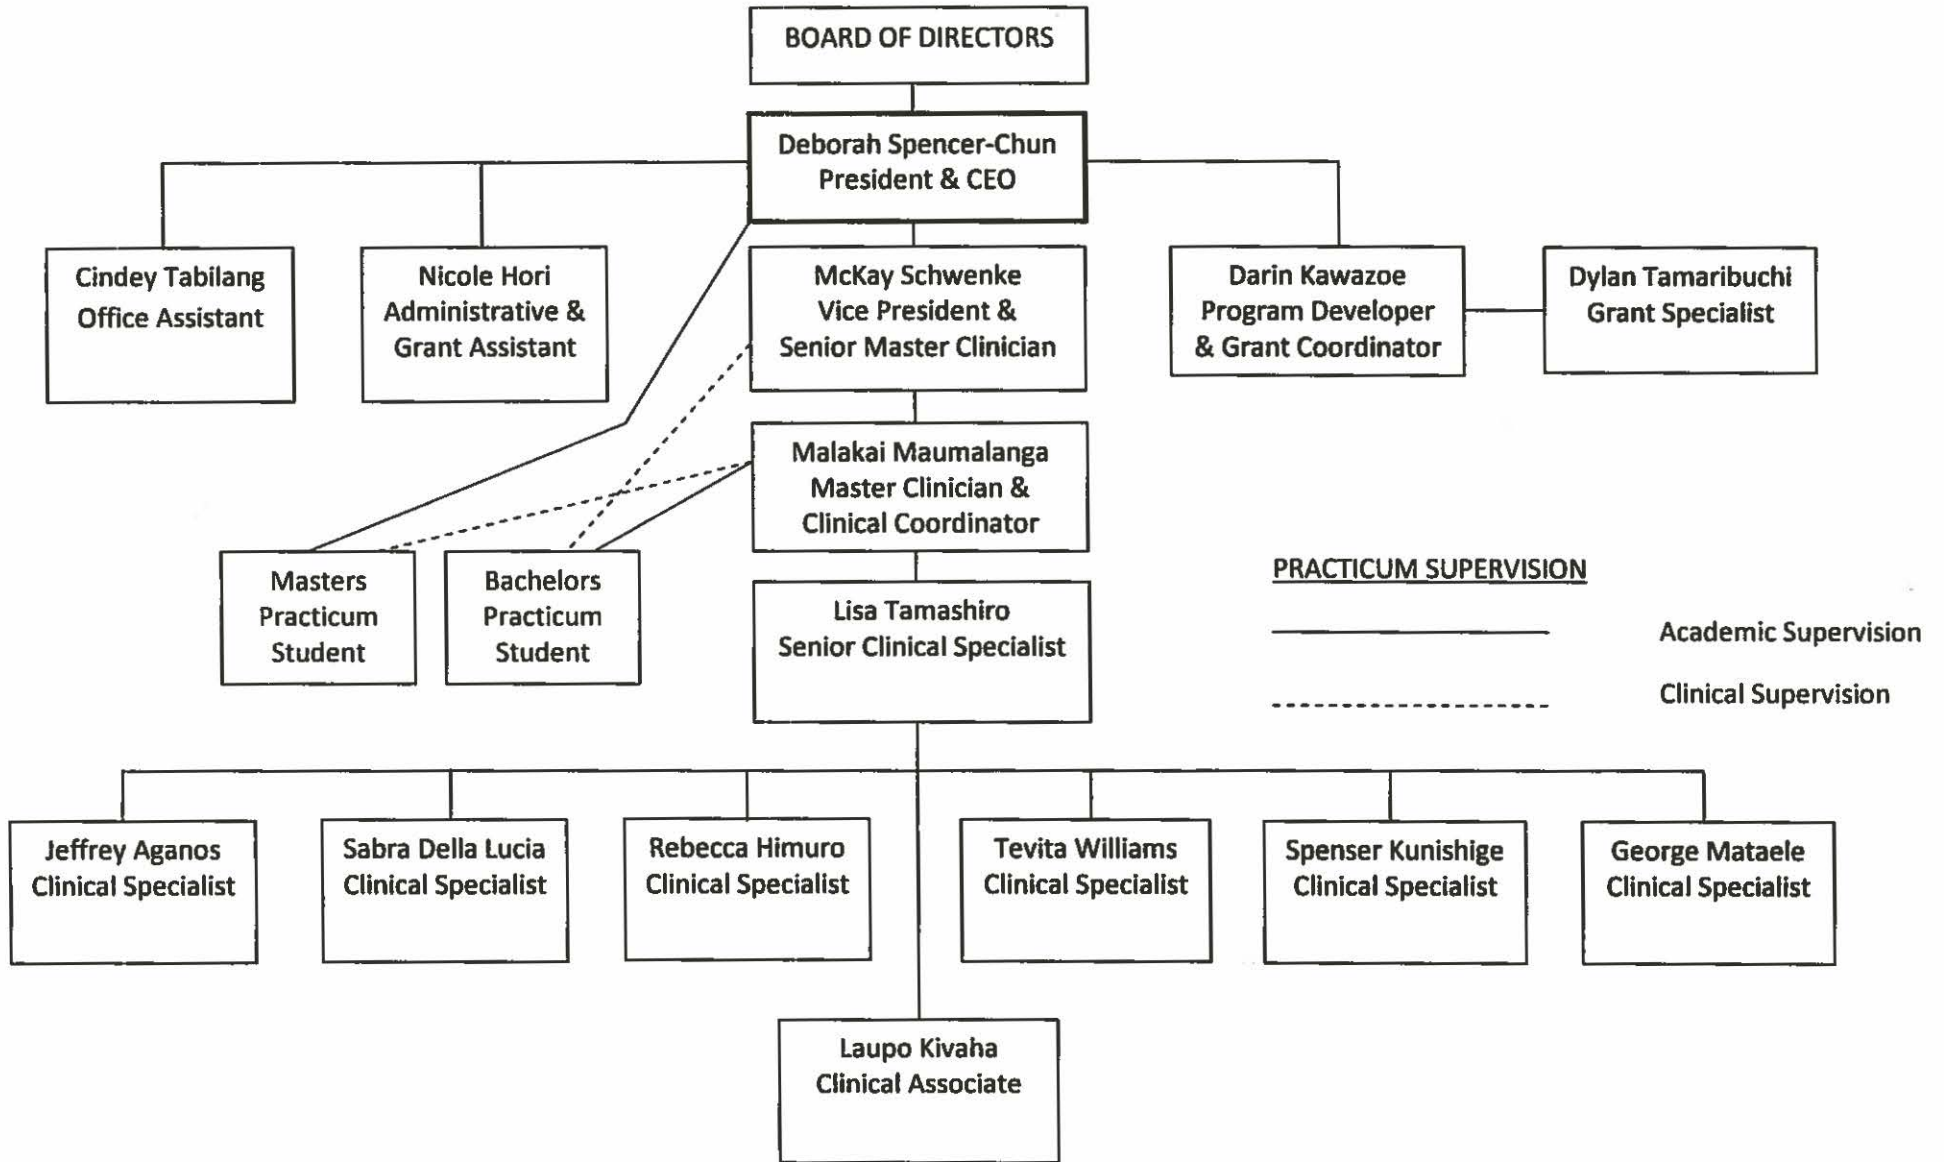 BOARD OF DIRECTORS
Deborah Spencer-Chun
President & CEO
Cindey Tabilang
Office Assistant
Nicole Hori
Administrative &
Grant Assistant
McKay Schwenke
Vice President &
Senior Master Clinician
Darin Kawazoe
Program Developer
& Grant Coordinator
Dylan Tamaribuchi
Grant Specialist
Malakai Maumalanga
Master Clinician &
Clinical Coordinator
Masters
Practicum
Student
Bachelors
Practicum
Student
Lisa Tamashiro
Senior Clinical Specialist
PRACTICUM SUPERVISION
Academic Supervision
Clinical Supervision
Jeffrey Aganos
Clinical Specialist
Sabra Della Lucia
Clinical Specialist
Rebecca Himuro
Clinical Specialist
Tevita Williams
Clinical Specialist
Spenser Kunishige
Clinical Specialist
George Mataele
Clinical Specialist
Laupo Kivaha
Clinical Associate